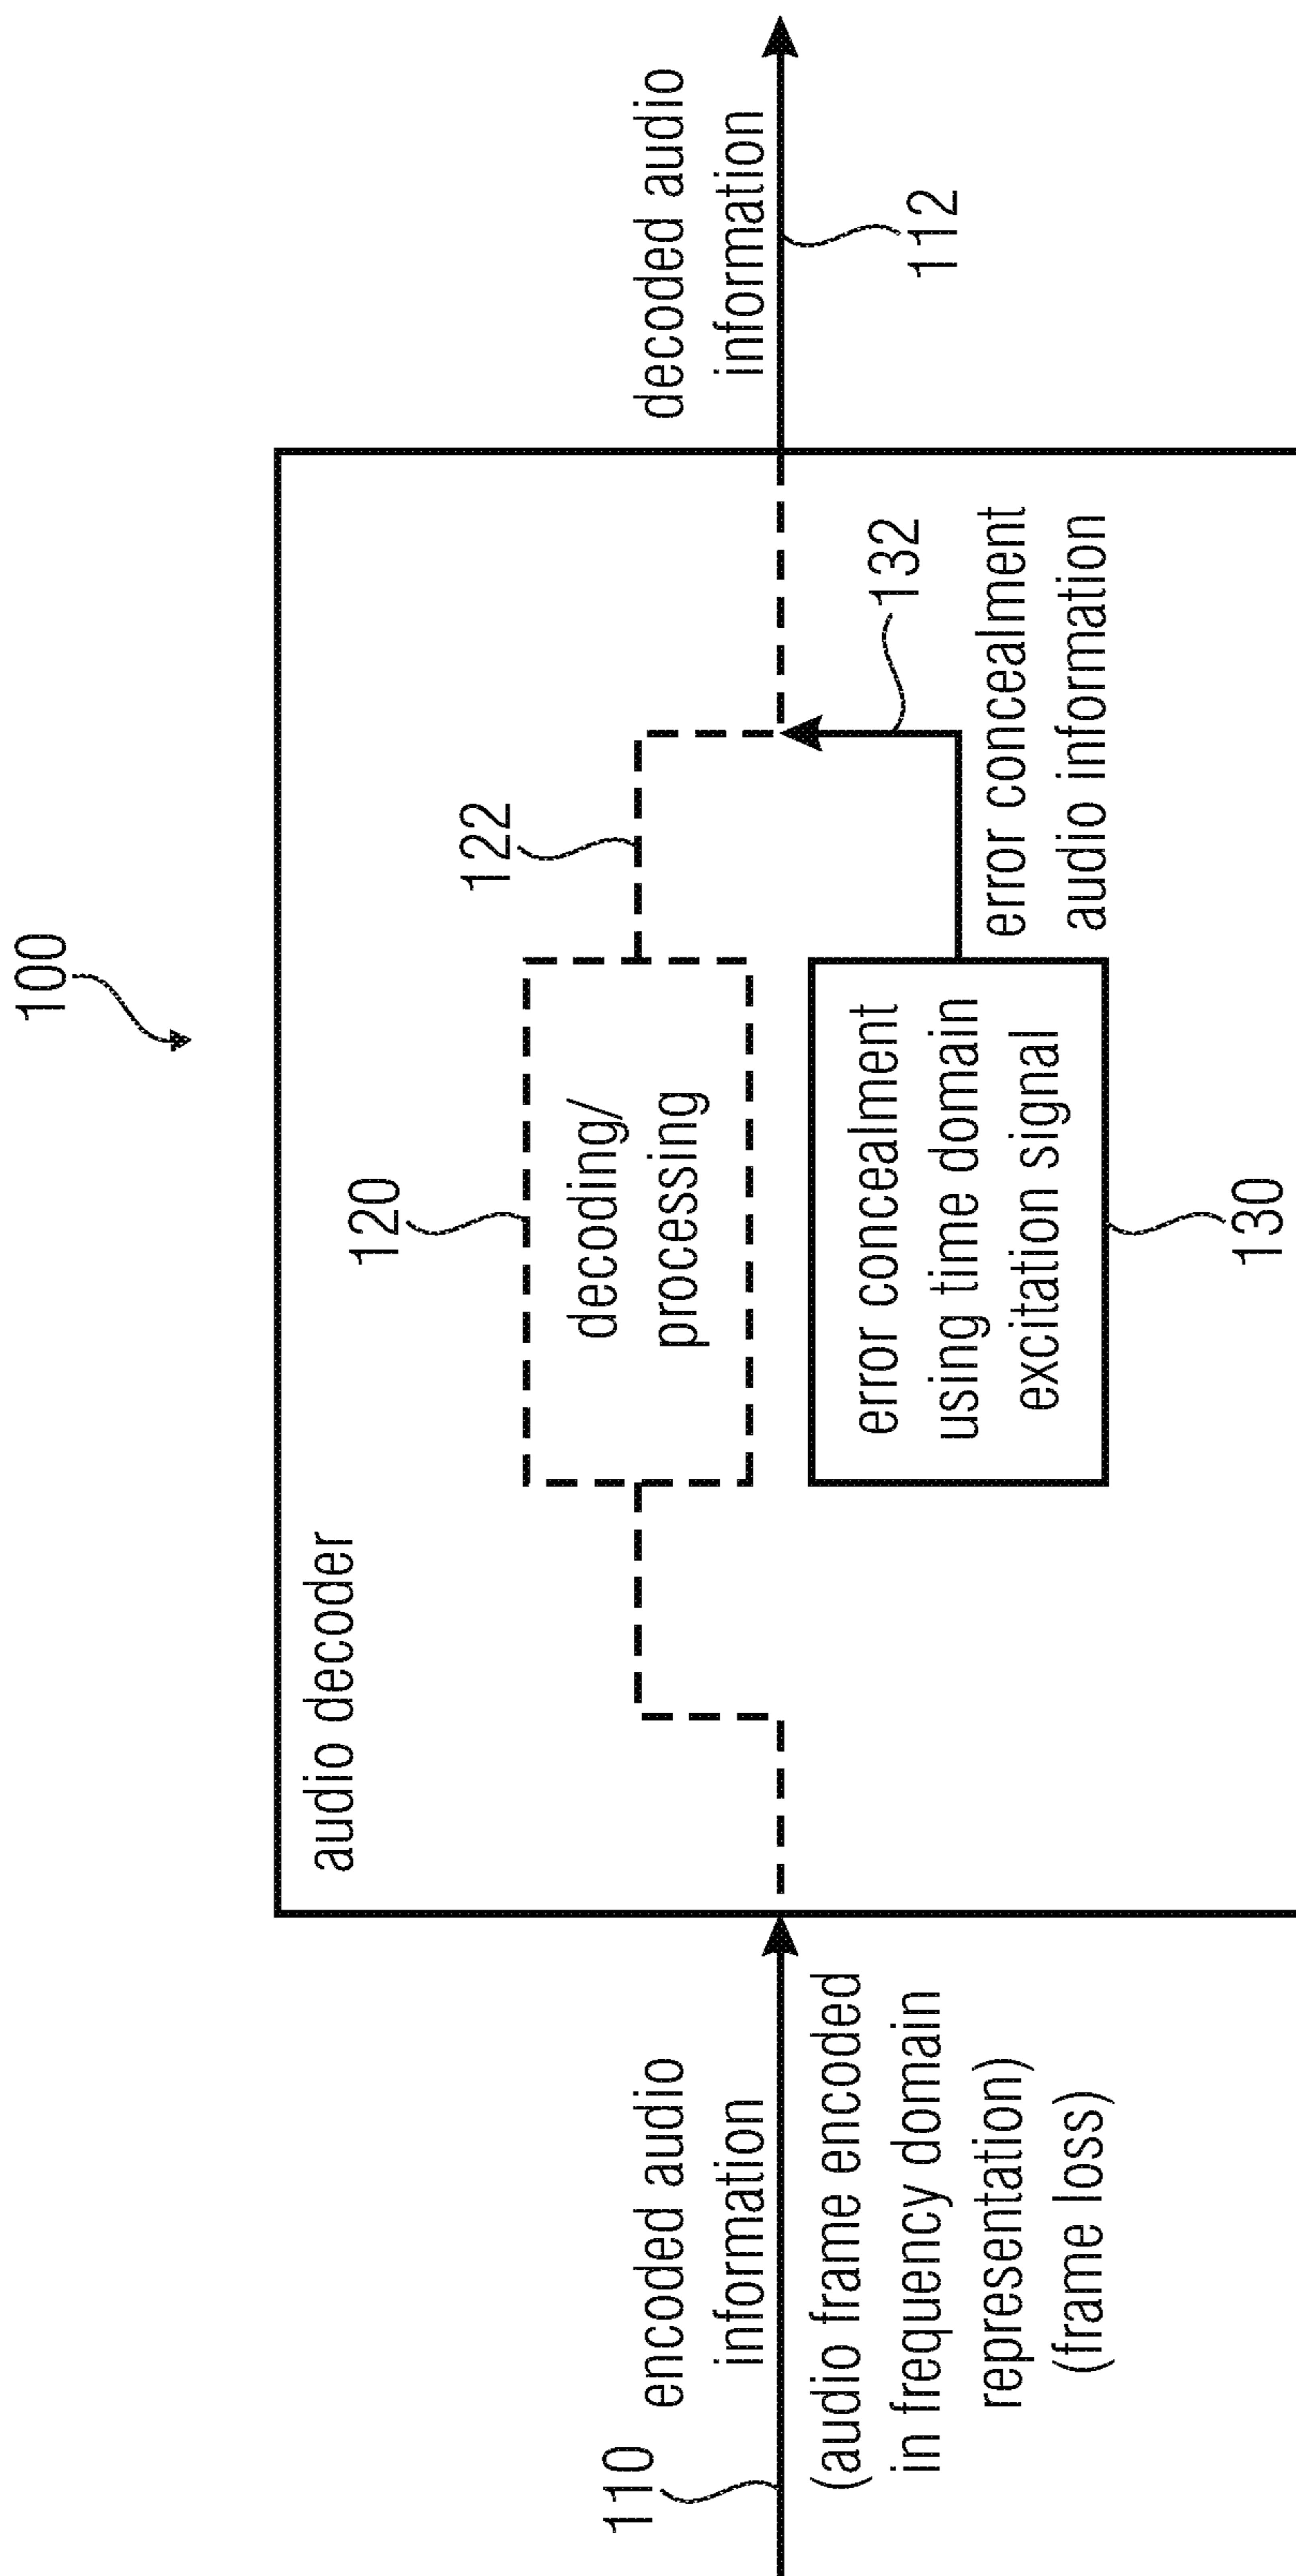 100
110
encoded audio
information
(audio frame encoded
in frequency domain
representation)
(frame loss)
audio decoder
120
decoding/
processing
122
error concealment
using time domain
excitation signal
130
132
error concealment
audio information
decoded audio
information
112